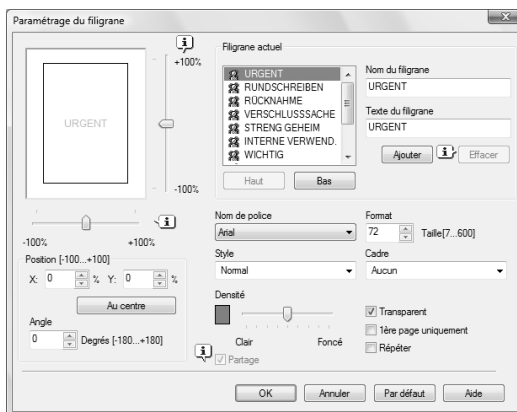 Paramétrage du filigrane
URGENT
+100%
-100%
-100%
+100%
Position [-100...+100]
X: 0 % Y: 0 %
Au centre
Angle
0 Degrés [-180...+180]
Filigrane actuel
URGENT
RUNDSCHREIBEN
RÜCKNAHME
VERSCHLUSSSACHE
STRENG GEHEIM
INTERNE VERWEND.
WICHTIG
Haut
Bas
Nom du filigrane
URGENT
Texte du filigrane
URGENT
Ajouter
Effacer
Nom de police
Arial
Format
72 Taille[7...600]
Style
Normal
Cadre
Aucun
Densité
Clair
Foncé
Partage
Transparent
1ère page uniquement
Répéter
OK
Annuler
Par défaut
Aide